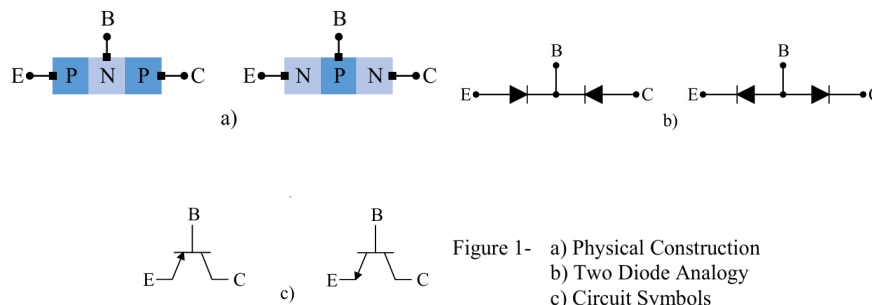 B
E P N P C
B
E N P N C
a)
B
E C
B
E C
b)
B
E C
B
E C
c)
Figure 1- a) Physical Construction
b) Two Diode Analogy
c) Circuit Symbols